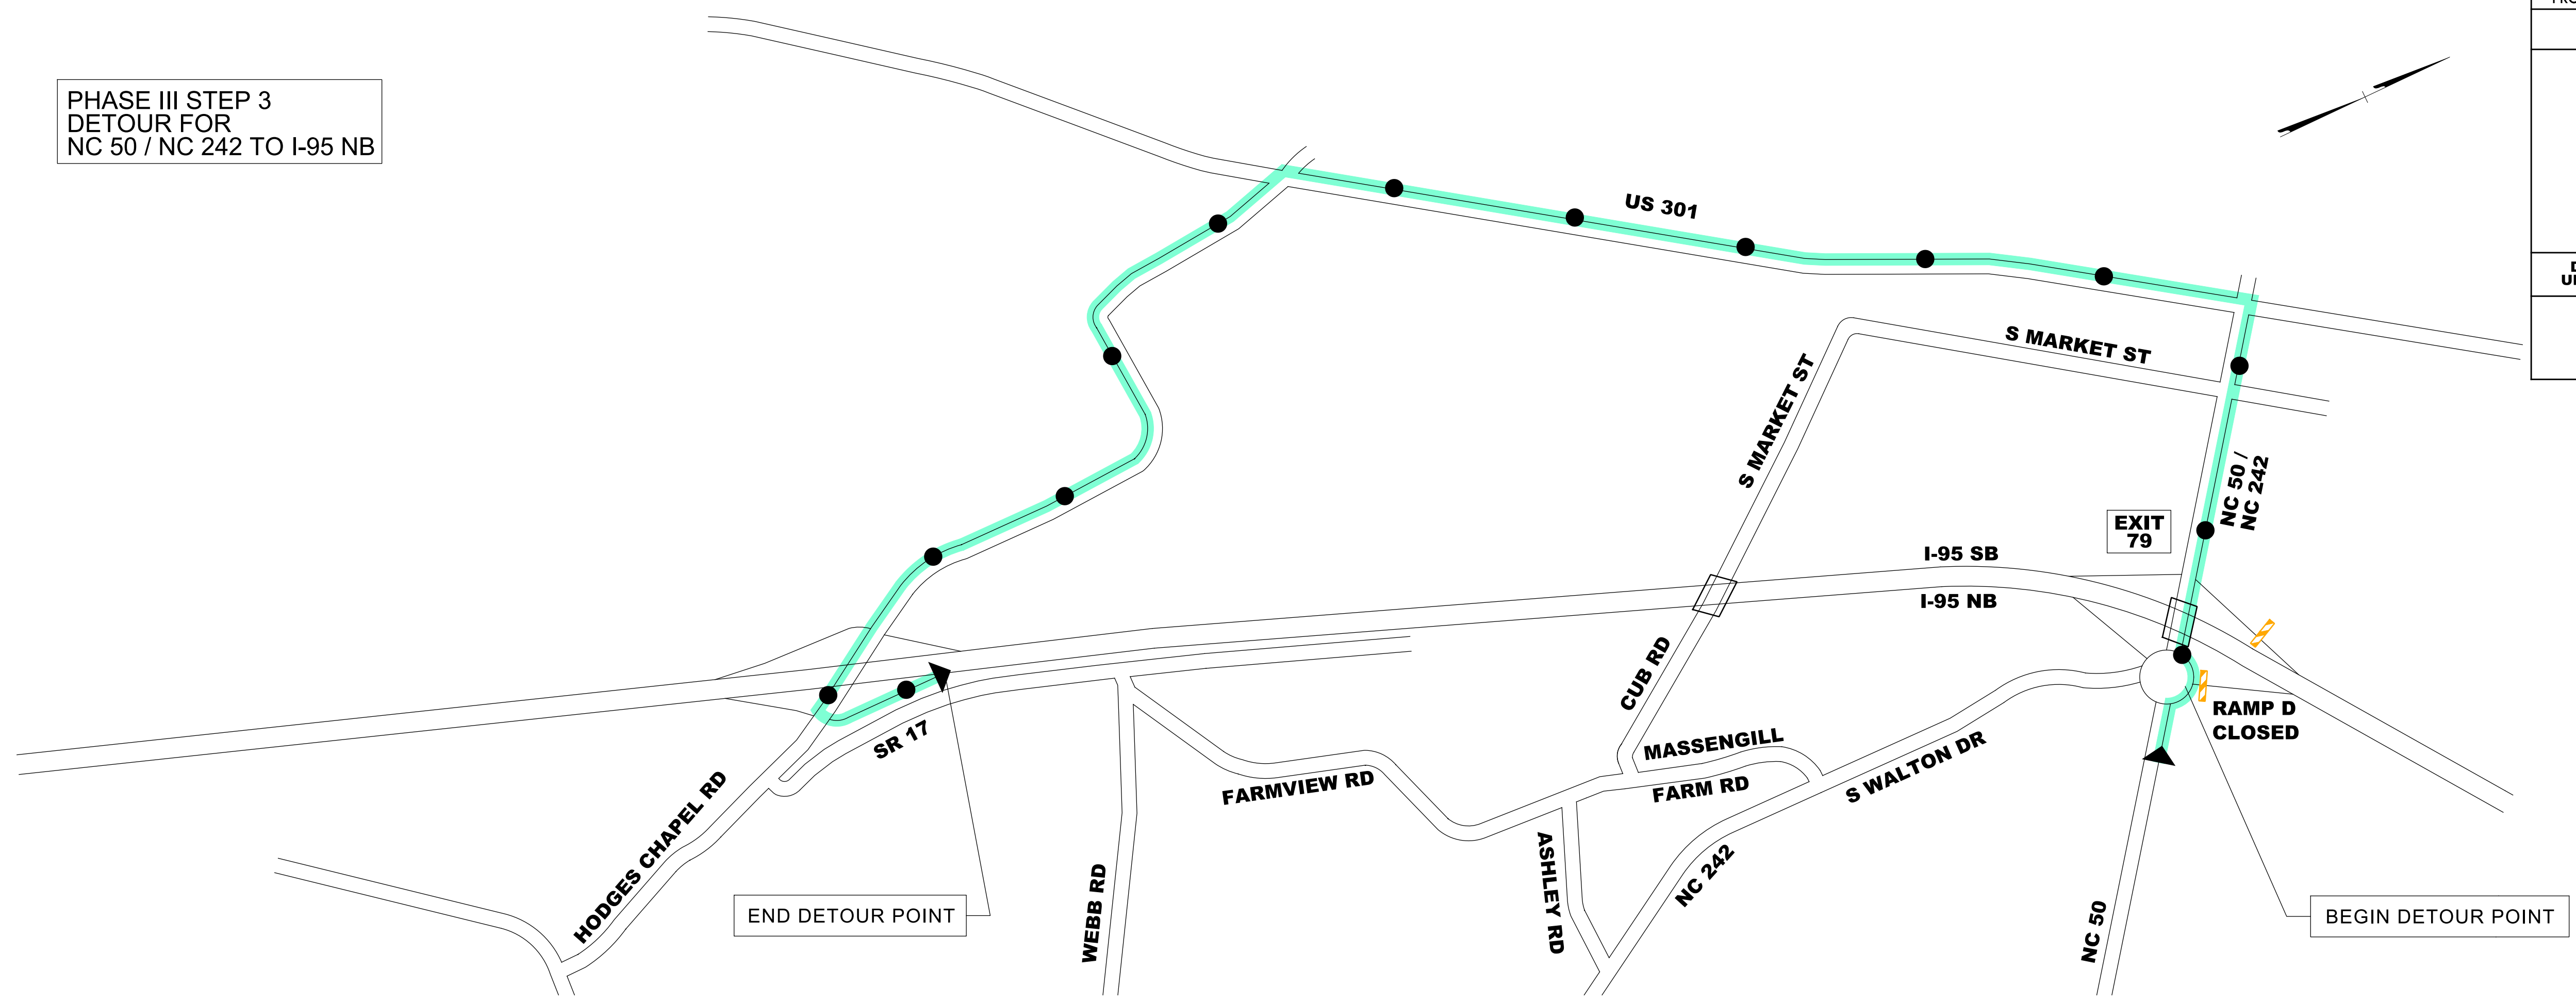 PHASE III STEP 3
DETOUR FOR
NC 50 / NC 242 TO I-95 NB
US 301
S MARKET ST
S MARKET ST
NC 50 /
NC 242
EXIT
79
I-95 SB
I-95 NB
CUB RD
RAMP D
CLOSED
SR 17
MASSENGILL
FARM RD
S WALTON DR
FARMVIEW RD
HODGES CHAPEL RD
ASHLEY RD
NC 242
WEBB RD
NC 50
END DETOUR POINT
BEGIN DETOUR POINT